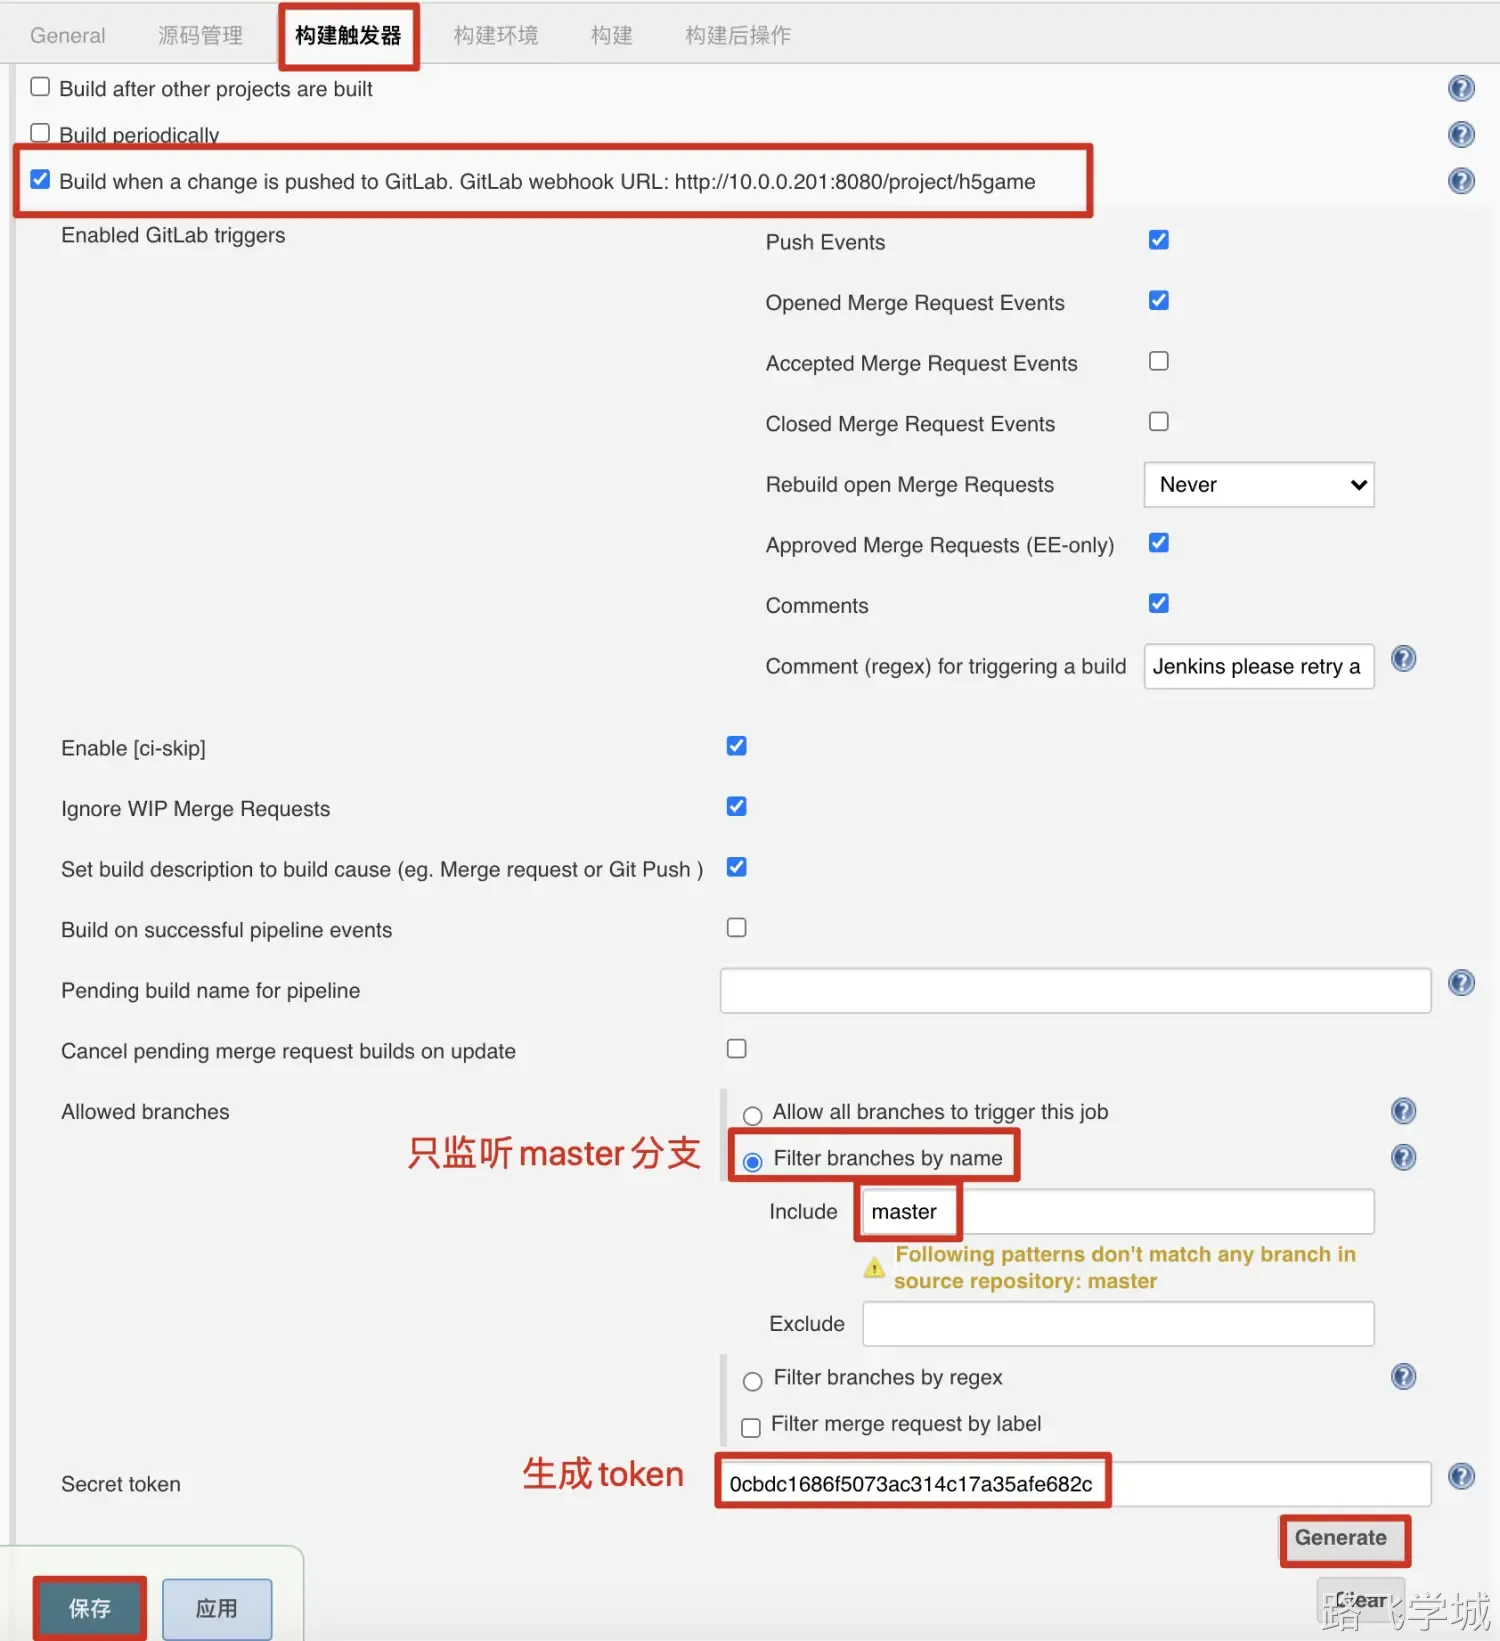 General 源码管理 构建触发器 构建环境 构建 构建后操作
Build after other projects are built
Build periodically
Build when a change is pushed to GitLab. GitLab webhook URL: http://10.0.0.201:8080/project/h5game
Enabled GitLab triggers
Push Events
Opened Merge Request Events
Accepted Merge Request Events
Closed Merge Request Events
Rebuild open Merge Requests Never
Approved Merge Requests (EE-only)
Comments
Comment (regex) for triggering a build Jenkins please retry a
Enable [ci-skip]
Ignore WIP Merge Requests
Set build description to build cause (eg. Merge request or Git Push )
Build on successful pipeline events
Pending build name for pipeline
Cancel pending merge request builds on update
Allowed branches Allow all branches to trigger this job
只监听master分支 Filter branches by name
Include master
Following patterns don't match any branch in
source repository: master
Exclude
Filter branches by regex
Filter merge request by label
Secret token 生成token 0cbdc1686f5073ac314c17a35afe682c
Generate
保存 应用 Clear
路飞学城